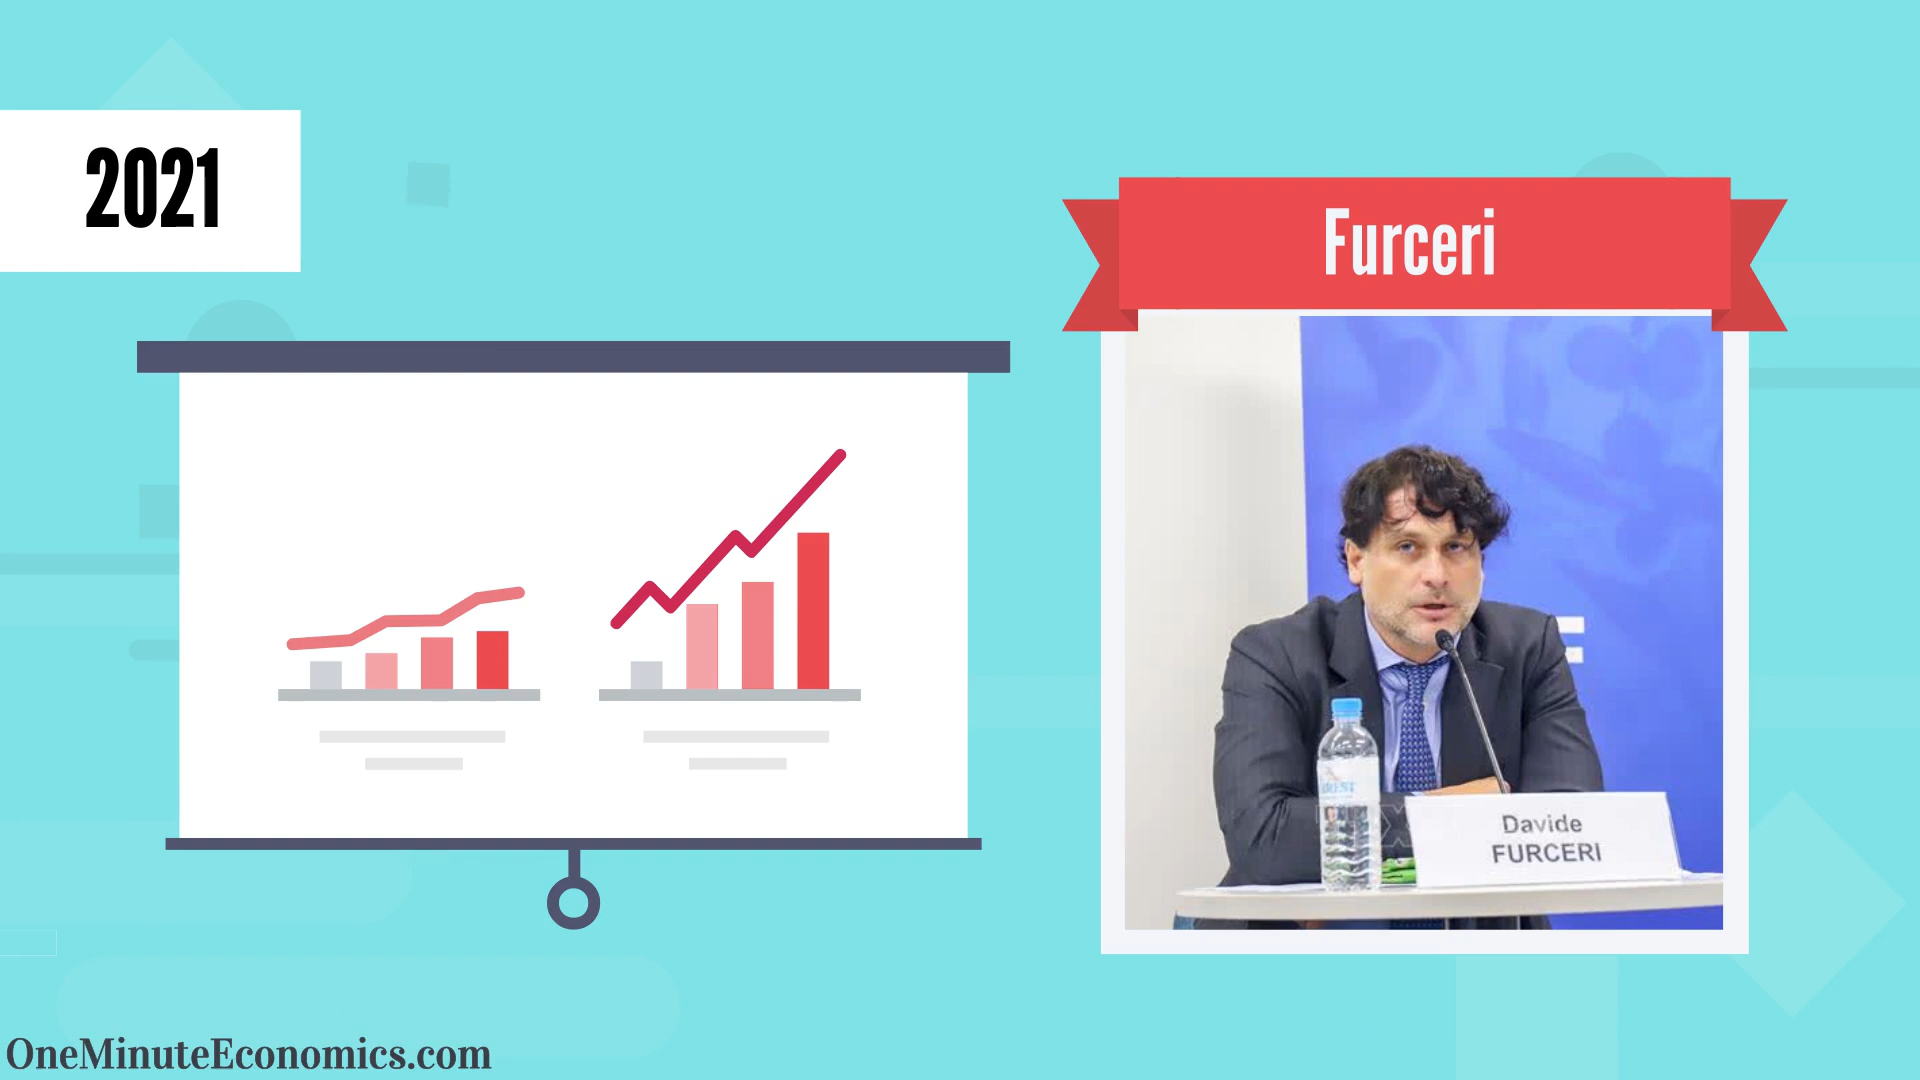 2021
Furceri
Davide
FURCERI
OneMinuteEconomics.com